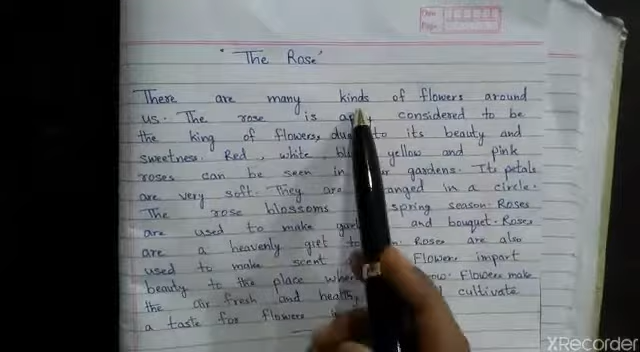 Date
Page
"The Rose"
There are many kinds of flowers around
us. The rose is considered to be
the king of flowers, due to its beauty and
sweetness. Red, white, yellow and pink
roses can be seen in gardens. Its petals
are very soft. They are in a circle.
The rose blossoms spring season. Roses
are used to make and bouquet. Roses
are a heavenly gift Roses are also
used to make scent Flowers impart
beauty to the place Flowers make
the air fresh and cultivate
a taste for flowers
XRecorder